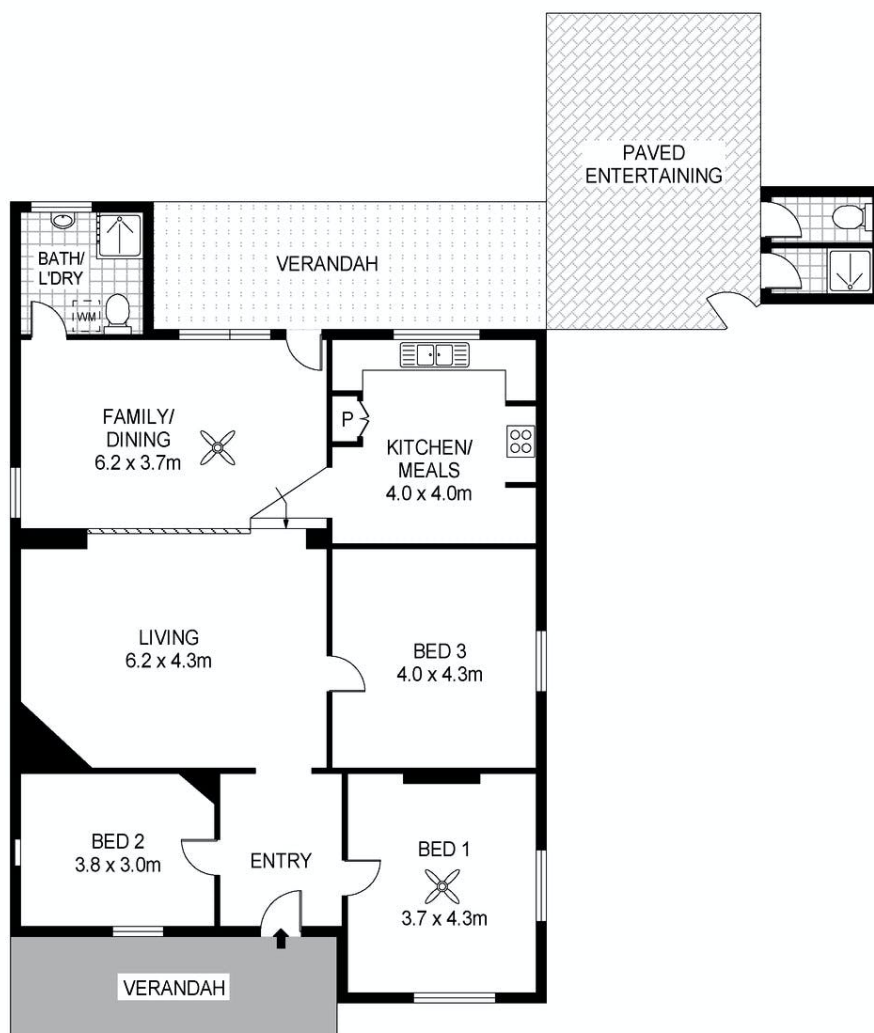 PAVED
ENTERTAINING
BATH/
L'DRY
WM
VERANDAH
FAMILY/
DINING
6.2 x 3.7m
P
KITCHEN/
MEALS
4.0 x 4.0m
LIVING
6.2 x 4.3m
BED 3
4.0 x 4.3m
BED 2
3.8 x 3.0m
ENTRY
BED 1
3.7 x 4.3m
VERANDAH